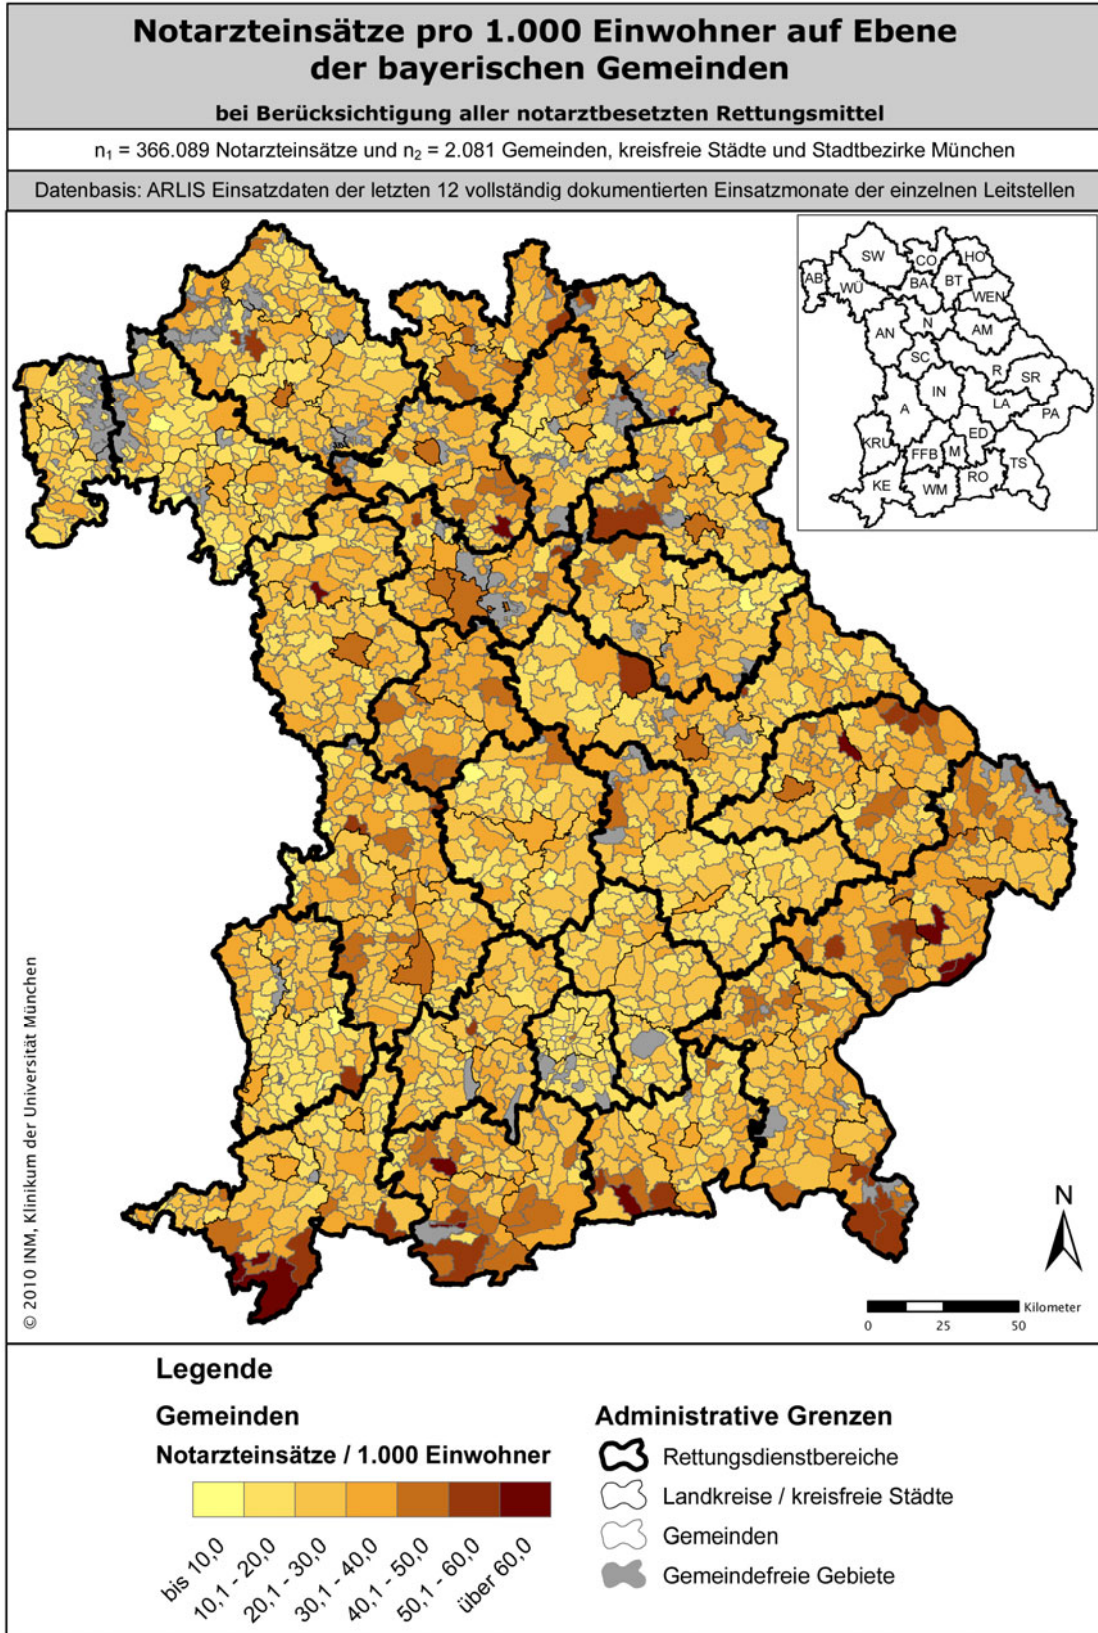 Notarzteinsätze pro 1.000 Einwohner auf Ebene
der bayerischen Gemeinden
bei Berücksichtigung aller notarztbesetzten Rettungsmittel
n₁ = 366.089 Notarzteinsätze und n₂ = 2.081 Gemeinden, kreisfreie Städte und Stadtbezirke München
Datenbasis: ARLIS Einsatzdaten der letzten 12 vollständig dokumentierten Einsatzmonate der einzelnen Leitstellen
SW
CO
HO
AB
WÜ
BA
BT
WEN
AN
N
AM
SC
R
SR
IN
A
LA
PA
KRU
ED
FFB
M
TS
KE
WM
RO
© 2010 INM, Klinikum der Universität München
N
Kilometer
0 25 50
Legende
Gemeinden
Notarzteinsätze / 1.000 Einwohner
bis 10,0
10,1 - 20,0
20,1 - 30,0
30,1 - 40,0
40,1 - 50,0
50,1 - 60,0
über 60,0
Administrative Grenzen
Rettungsdienstbereiche
Landkreise / kreisfreie Städte
Gemeinden
Gemeindefreie Gebiete